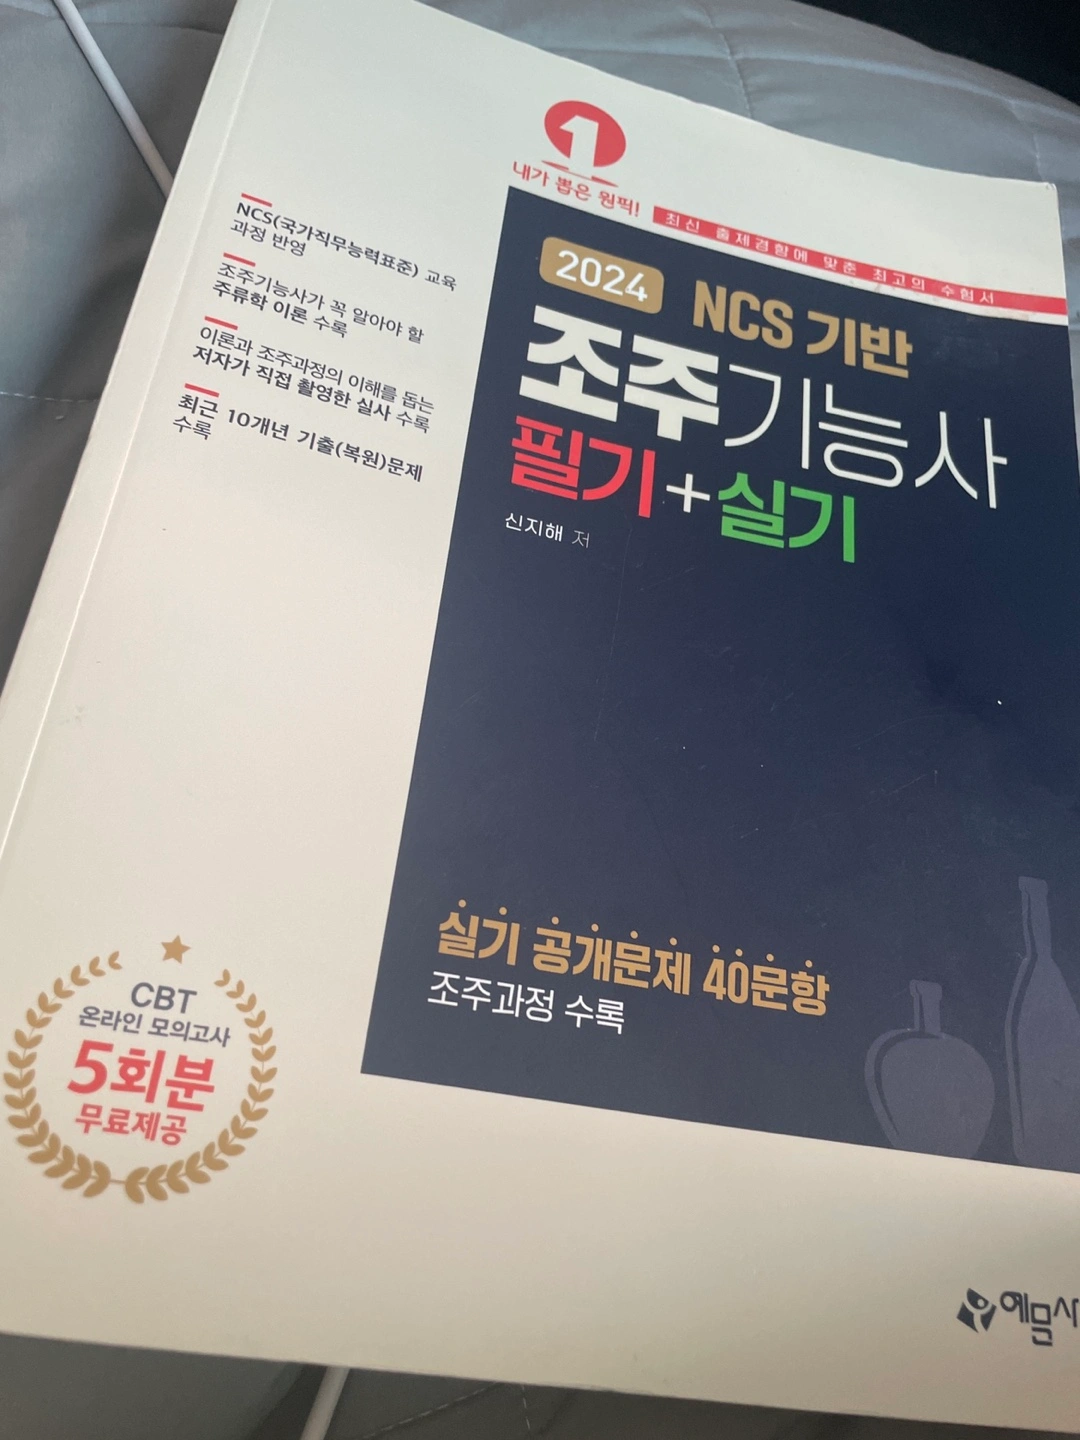 1
내가 뽑은 원픽!
최신 출제경향에 맞춘 최고의 수험서
NCS(국가직무능력표준) 교육
과정 반영
조주기능사가 꼭 알아야 할
주류학 이론 수록
이론과 조주과정의 이해를 돕는
저자가 직접 촬영한 실사 수록
최근 10개년 기출(복원)문제
수록
2024 NCS 기반
조주기능사
필기+실기
신지해 저
실기 공개문제 40문항
조주과정 수록
CBT
온라인 모의고사
5회분
무료제공
예문사